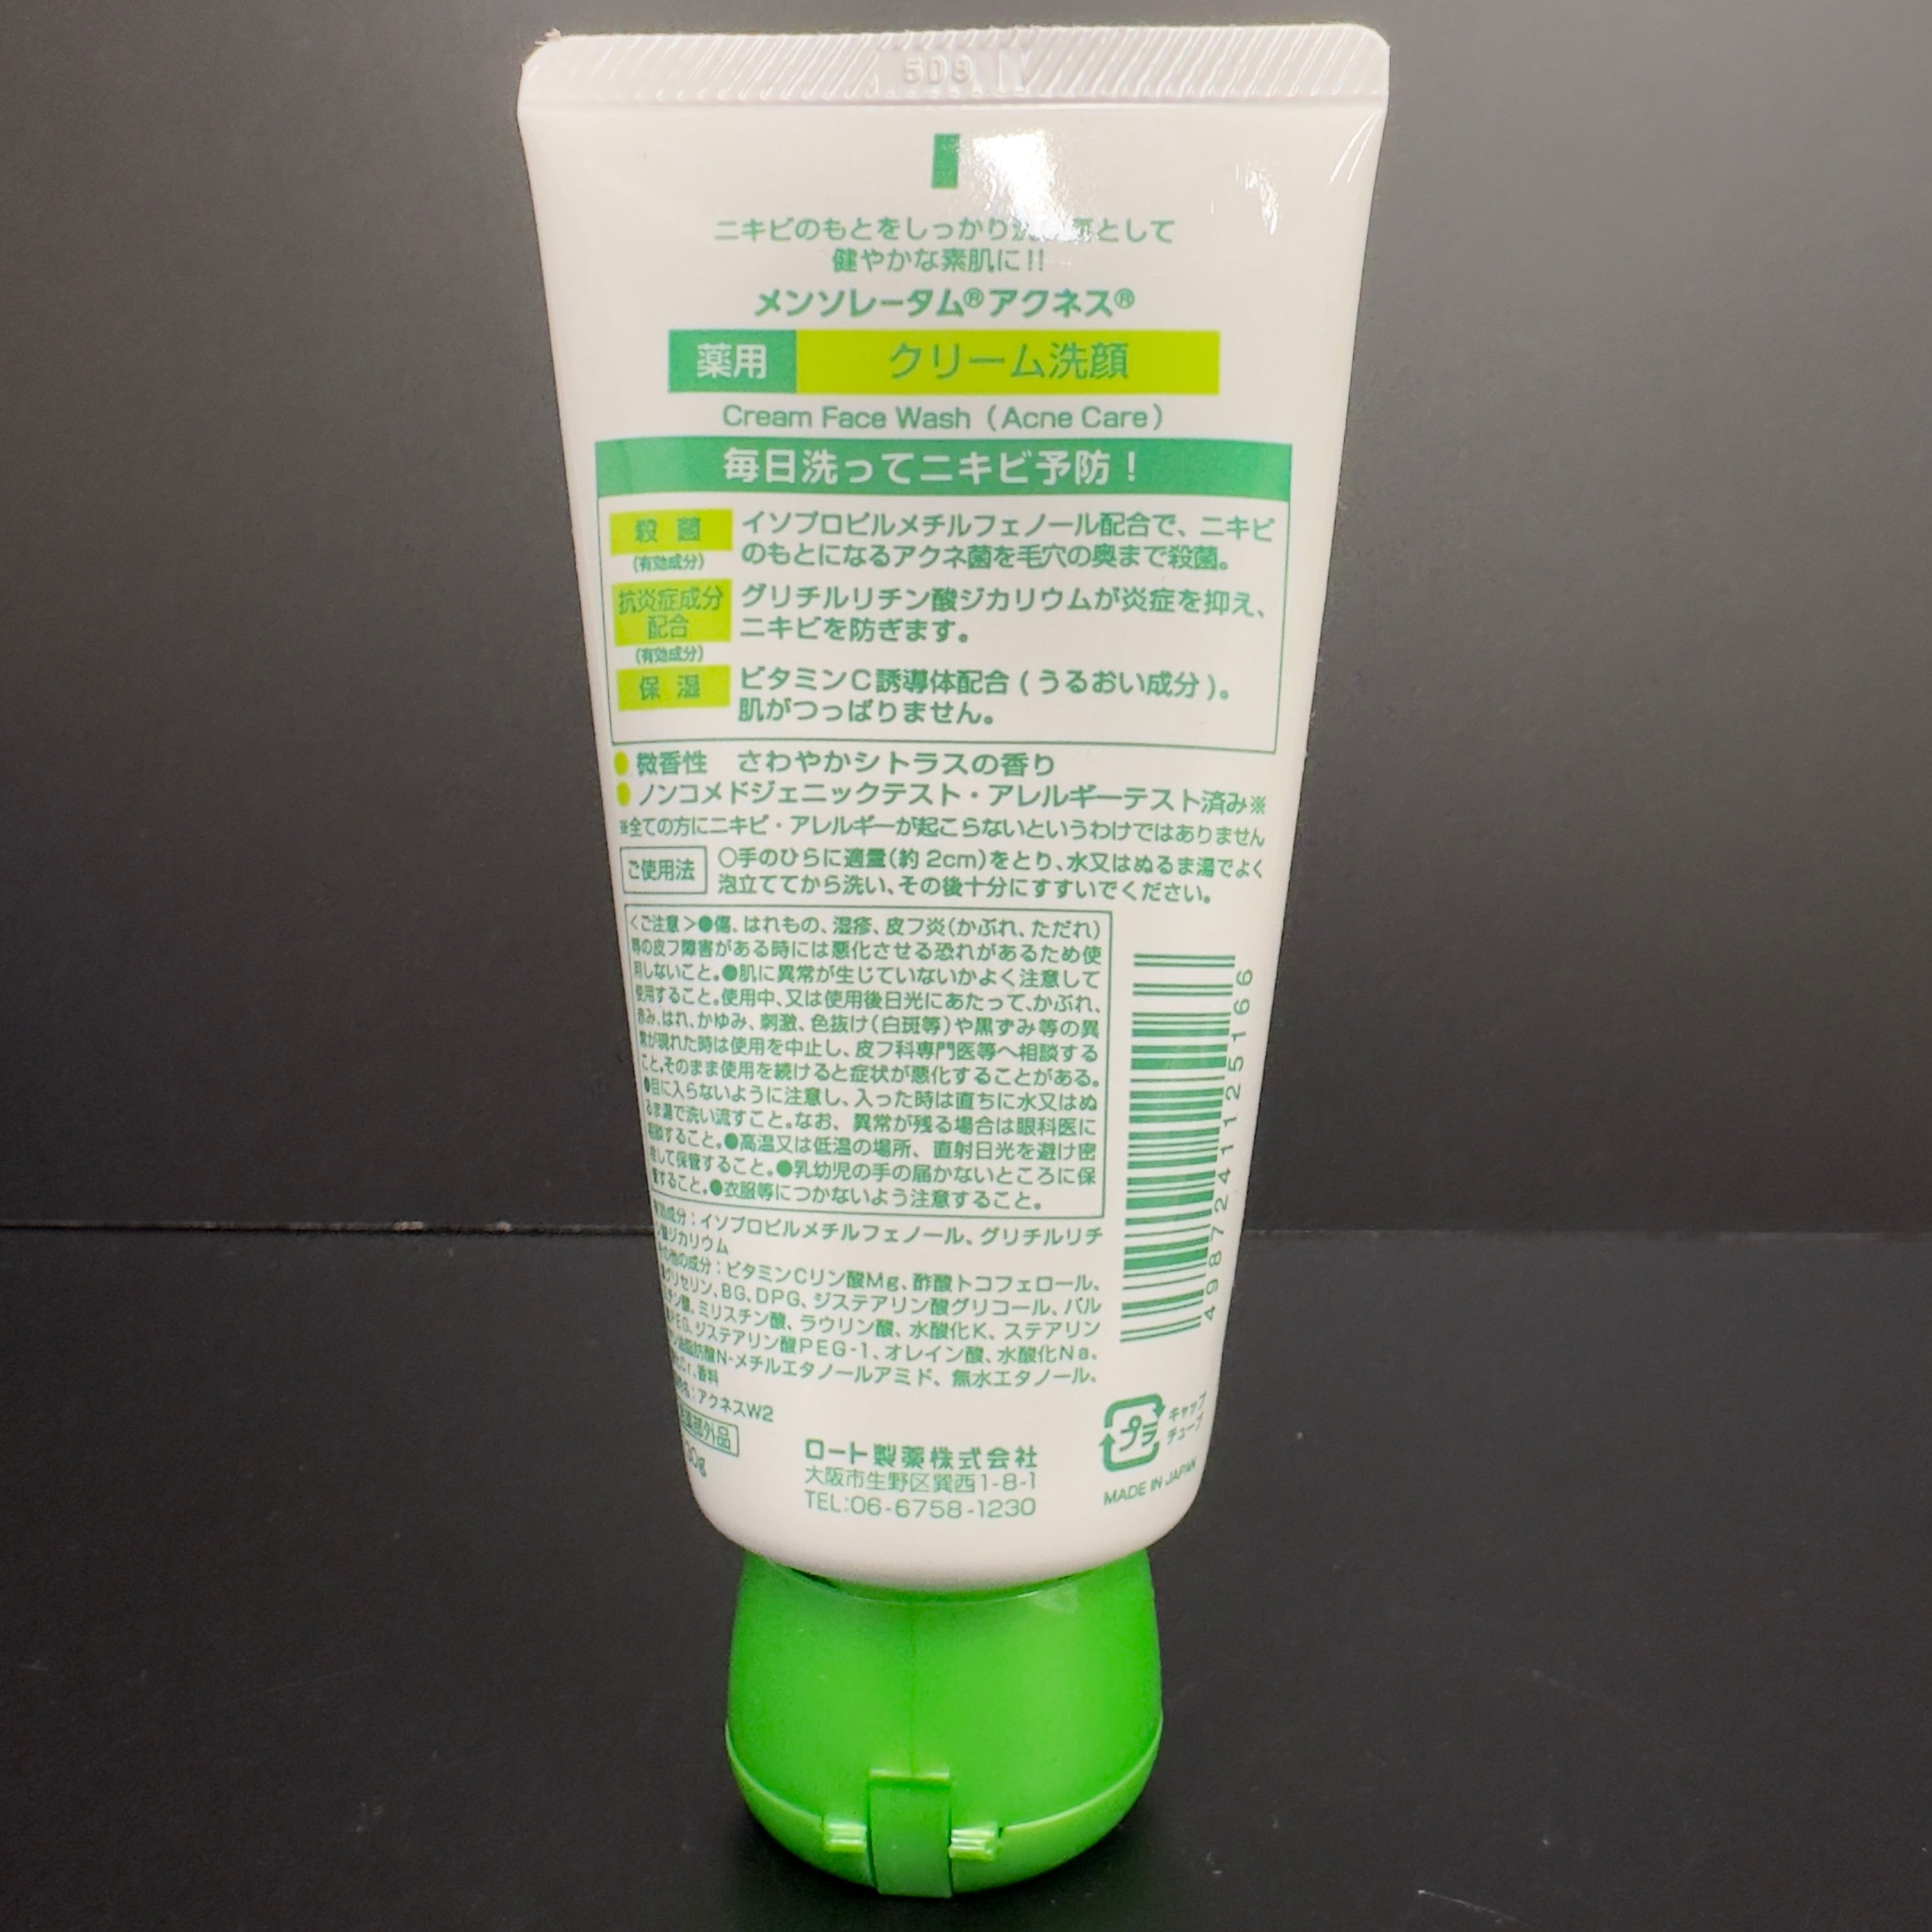 5D9
ニキビのもとをしっかり として
健やかな素肌に!!
メンソレータム®アクネス®
薬用 クリーム洗顔
Cream Face Wash (Acne Care)
毎日洗ってニキビ予防！
殺菌
(有効成分)
イソプロピルメチルフェノール配合で、ニキビ
のもとになるアクネ菌を毛穴の奥まで殺菌。
抗炎症成分
配合
(有効成分)
グリチルリチン酸ジカリウムが炎症を抑え、
ニキビを防ぎます。
保湿
ビタミンC誘導体配合(うるおい成分)。
肌がつっぱりません。
●微香性 さわやかシトラスの香り
●ノンコメドジェニックテスト・アレルギーテスト済み※
※全ての方にニキビ・アレルギーが起こらないというわけではありません
ご使用法
○手のひらに適量(約2cm)をとり、水又はぬるま湯でよく
泡立ててから洗い、その後十分にすすいでください。
<ご注意>●傷、はれもの、湿疹、皮フ炎(かぶれ、ただれ)
等の皮フ障害がある時には悪化させる恐れがあるため使
用しないこと。●肌に異常が生じていないかよく注意して
使用すること。使用中、又は使用後日光にあたって、かぶれ、
赤み、はれ、かゆみ、刺激、色抜け(白斑等)や黒ずみ等の異
常が現れた時は使用を中止し、皮フ科専門医等へ相談する
こと。そのまま使用を続けると症状が悪化することがある。
●目に入らないように注意し、入った時は直ちに水又はぬ
るま湯で洗い流すこと。なお、異常が残る場合は眼科医に
相談すること。●高温又は低温の場所、直射日光を避け密
栓して保管すること。●乳幼児の手の届かないところに保
管すること。●衣服等につかないよう注意すること。
有効成分：イソプロピルメチルフェノール、グリチルリチ
酸ジカリウム
の他の成分：ビタミンCリン酸Mg、酢酸トコフェロール、
グリセリン、BG、DPG、ジステアリン酸グリコール、パル
チン酸、ミリスチン酸、ラウリン酸、水酸化K、ステアリン
PEG、ジステアリン酸PEG-1、オレイン酸、水酸化Na、
脂肪酸N-メチルエタノールアミド、無水エタノール、
香料
：アクネスW2
医薬部外品
0g
ロート製薬株式会社
大阪市生野区巽西1-8-1
TEL:06-6758-1230
4987241125166
プラ
キャップ
チューブ
MADE IN JAPAN